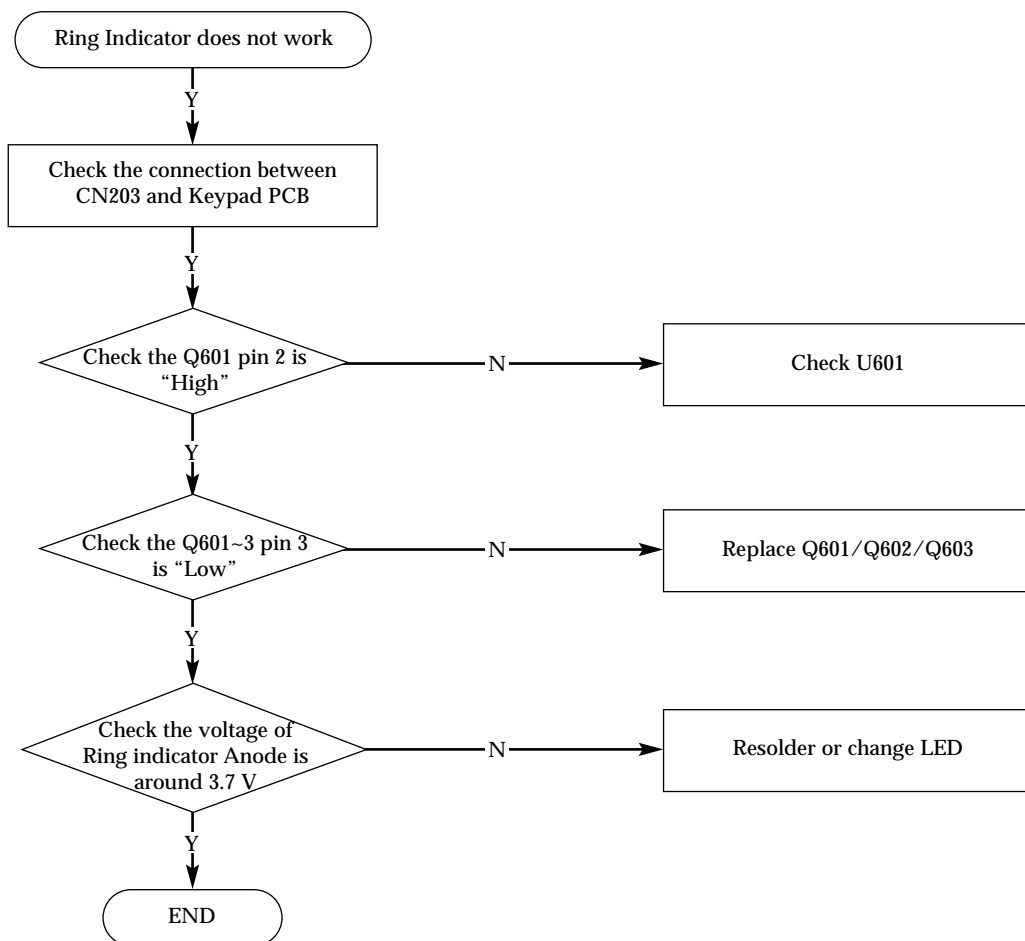 Ring Indicator does not work
Y
Check the connection between
CN203 and Keypad PCB
Y
Check the Q601 pin 2 is
“High”
N
Check U601
Y
Check the Q601~3 pin 3
is “Low”
N
Replace Q601/Q602/Q603
Y
Check the voltage of
Ring indicator Anode is
around 3.7 V
N
Resolder or change LED
Y
END